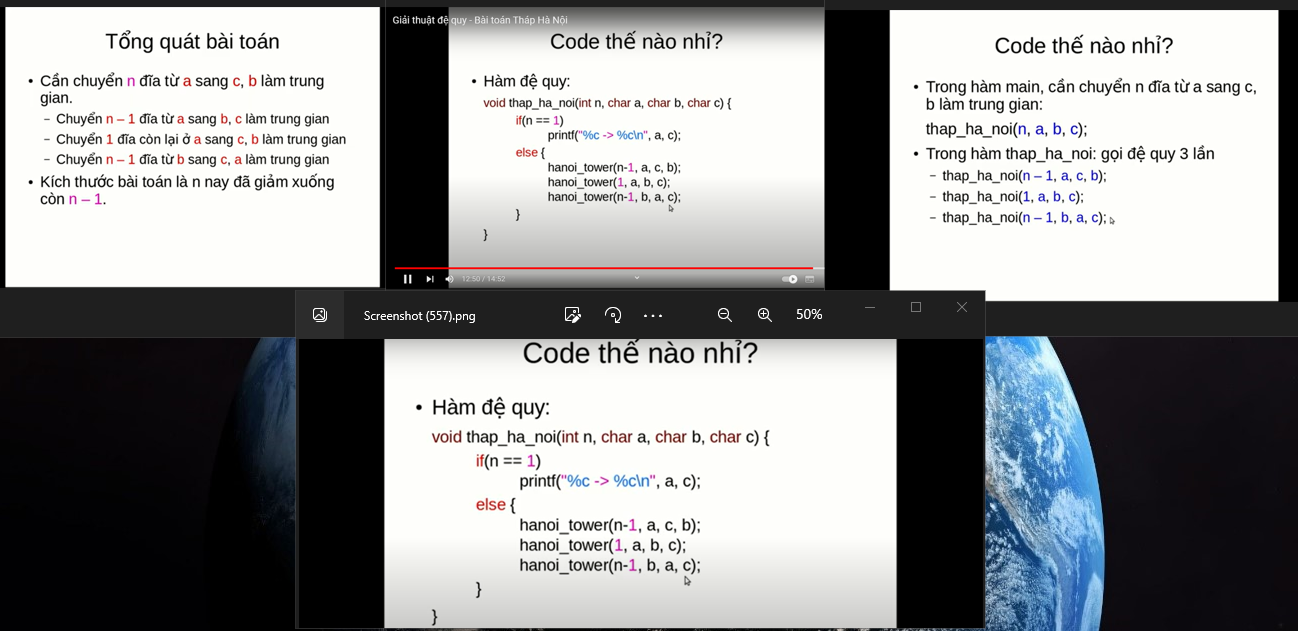 Tổng quát bài toán
• Cần chuyển n đĩa từ a sang c, b làm trung
gian.
– Chuyển n – 1 đĩa từ a sang b, c làm trung gian
– Chuyển 1 đĩa còn lại ở a sang c, b làm trung gian
– Chuyển n – 1 đĩa từ b sang c, a làm trung gian
• Kích thước bài toán là n nay đã giảm xuống
còn n – 1.
Giải thuật đệ quy - Bài toán Tháp Hà Nội
Code thế nào nhỉ?
• Hàm đệ quy:
void thap_ha_noi(int n, char a, char b, char c) {
if(n == 1)
printf("%c -> %c\n", a, c);
else {
hanoi_tower(n-1, a, c, b);
hanoi_tower(1, a, b, c);
hanoi_tower(n-1, b, a, c);
}
}
12:50 / 14:52
Code thế nào nhỉ?
• Trong hàm main, cần chuyển n đĩa từ a sang c,
b làm trung gian:
thap_ha_noi(n, a, b, c);
• Trong hàm thap_ha_noi: gọi đệ quy 3 lần
– thap_ha_noi(n – 1, a, c, b);
– thap_ha_noi(1, a, b, c);
– thap_ha_noi(n – 1, b, a, c);
Screenshot (557).png
50%
Code thế nào nhỉ?
• Hàm đệ quy:
void thap_ha_noi(int n, char a, char b, char c) {
if(n == 1)
printf("%c -> %c\n", a, c);
else {
hanoi_tower(n-1, a, c, b);
hanoi_tower(1, a, b, c);
hanoi_tower(n-1, b, a, c);
}
}